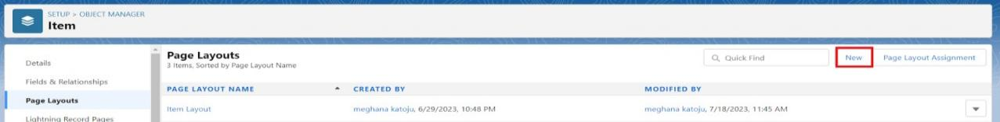 SETUP > OBJECT MANAGER
Item
Details
Fields & Relationships
Page Layouts
Lightning Record Pages
Page Layouts
3 Items, Sorted by Page Layout Name
Quick Find
New
Page Layout Assignment
PAGE LAYOUT NAME CREATED BY MODIFIED BY
Item Layout meghana katoju, 6/29/2023, 10:48 PM meghana katoju, 7/18/2023, 11:45 AM